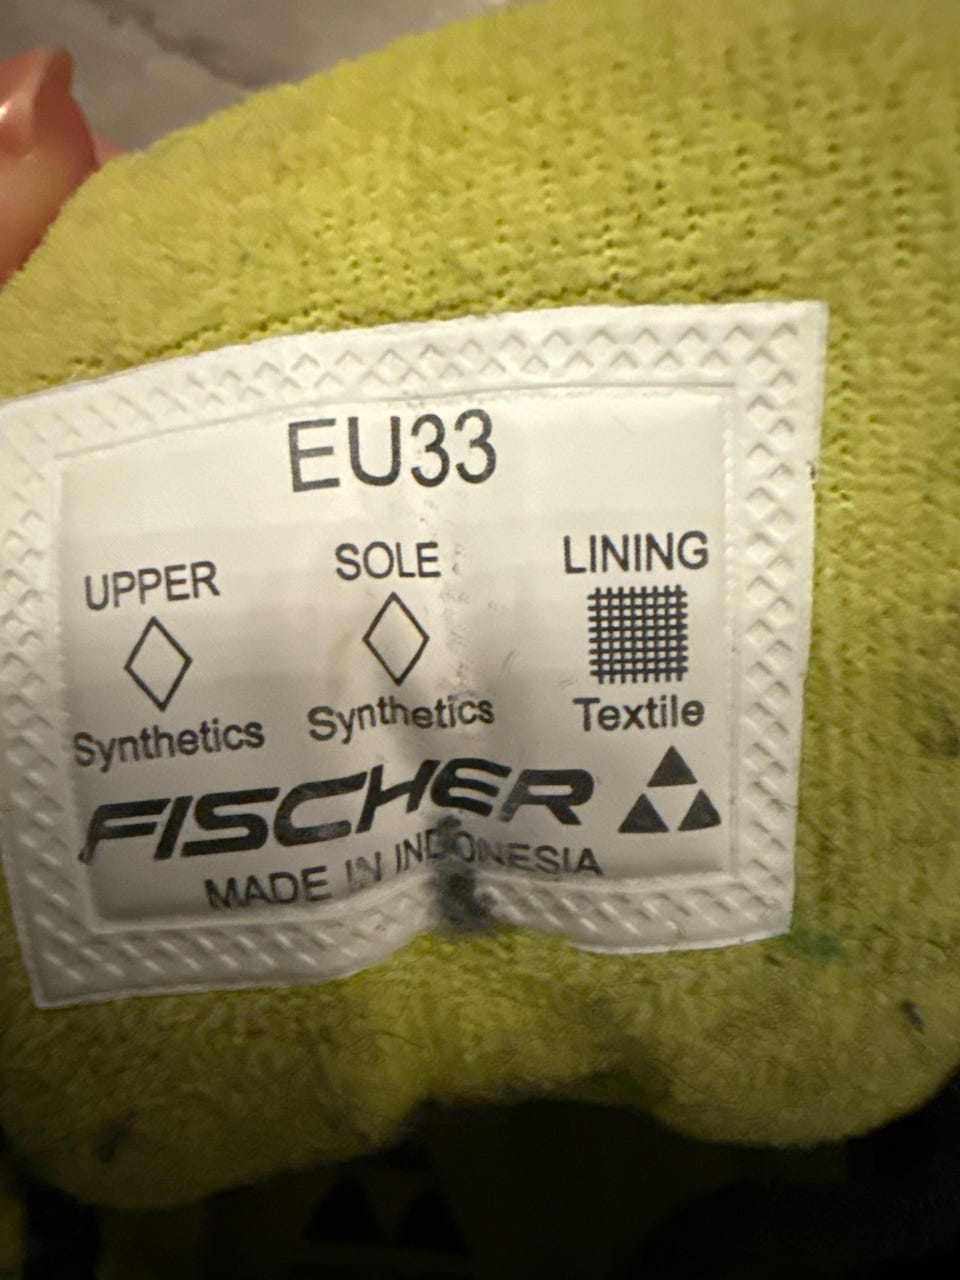 EU33
UPPER SOLE LINING
Synthetics Synthetics Textile
FISCHER
MADE IN INDONESIA